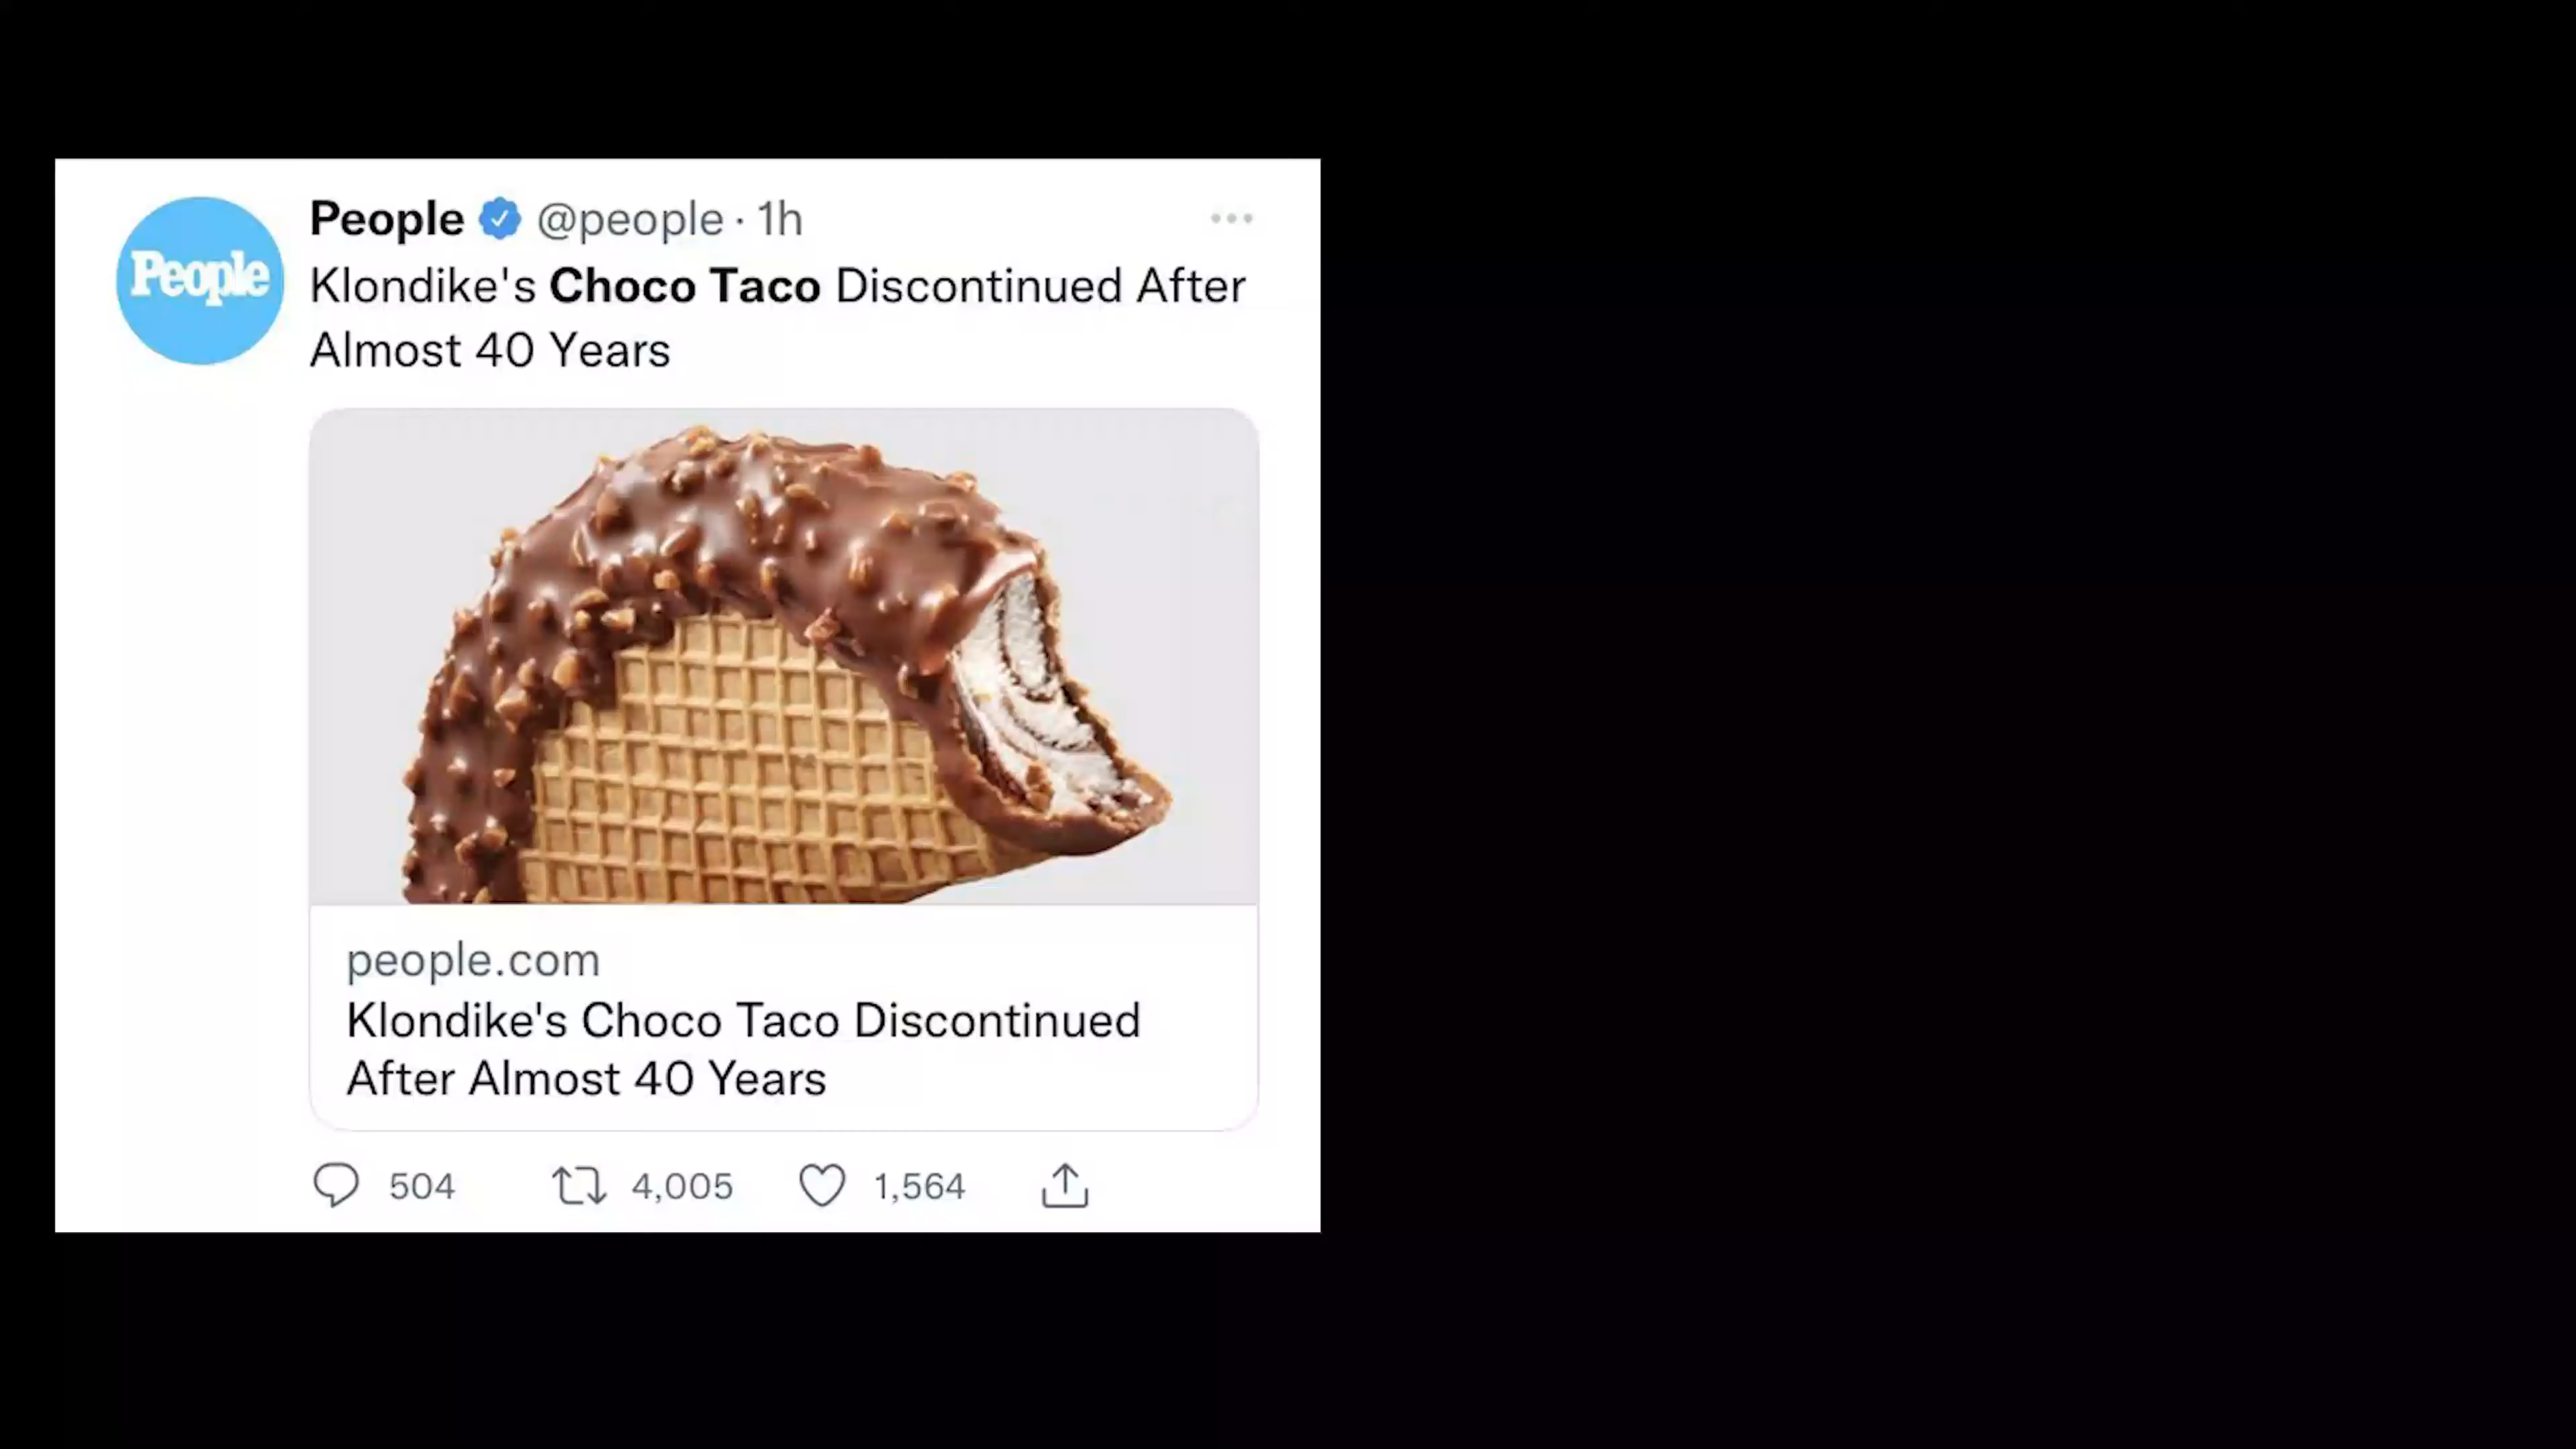 People @people · 1h
People
Klondike's Choco Taco Discontinued After
Almost 40 Years
people.com
Klondike's Choco Taco Discontinued
After Almost 40 Years
504 4,005 1,564